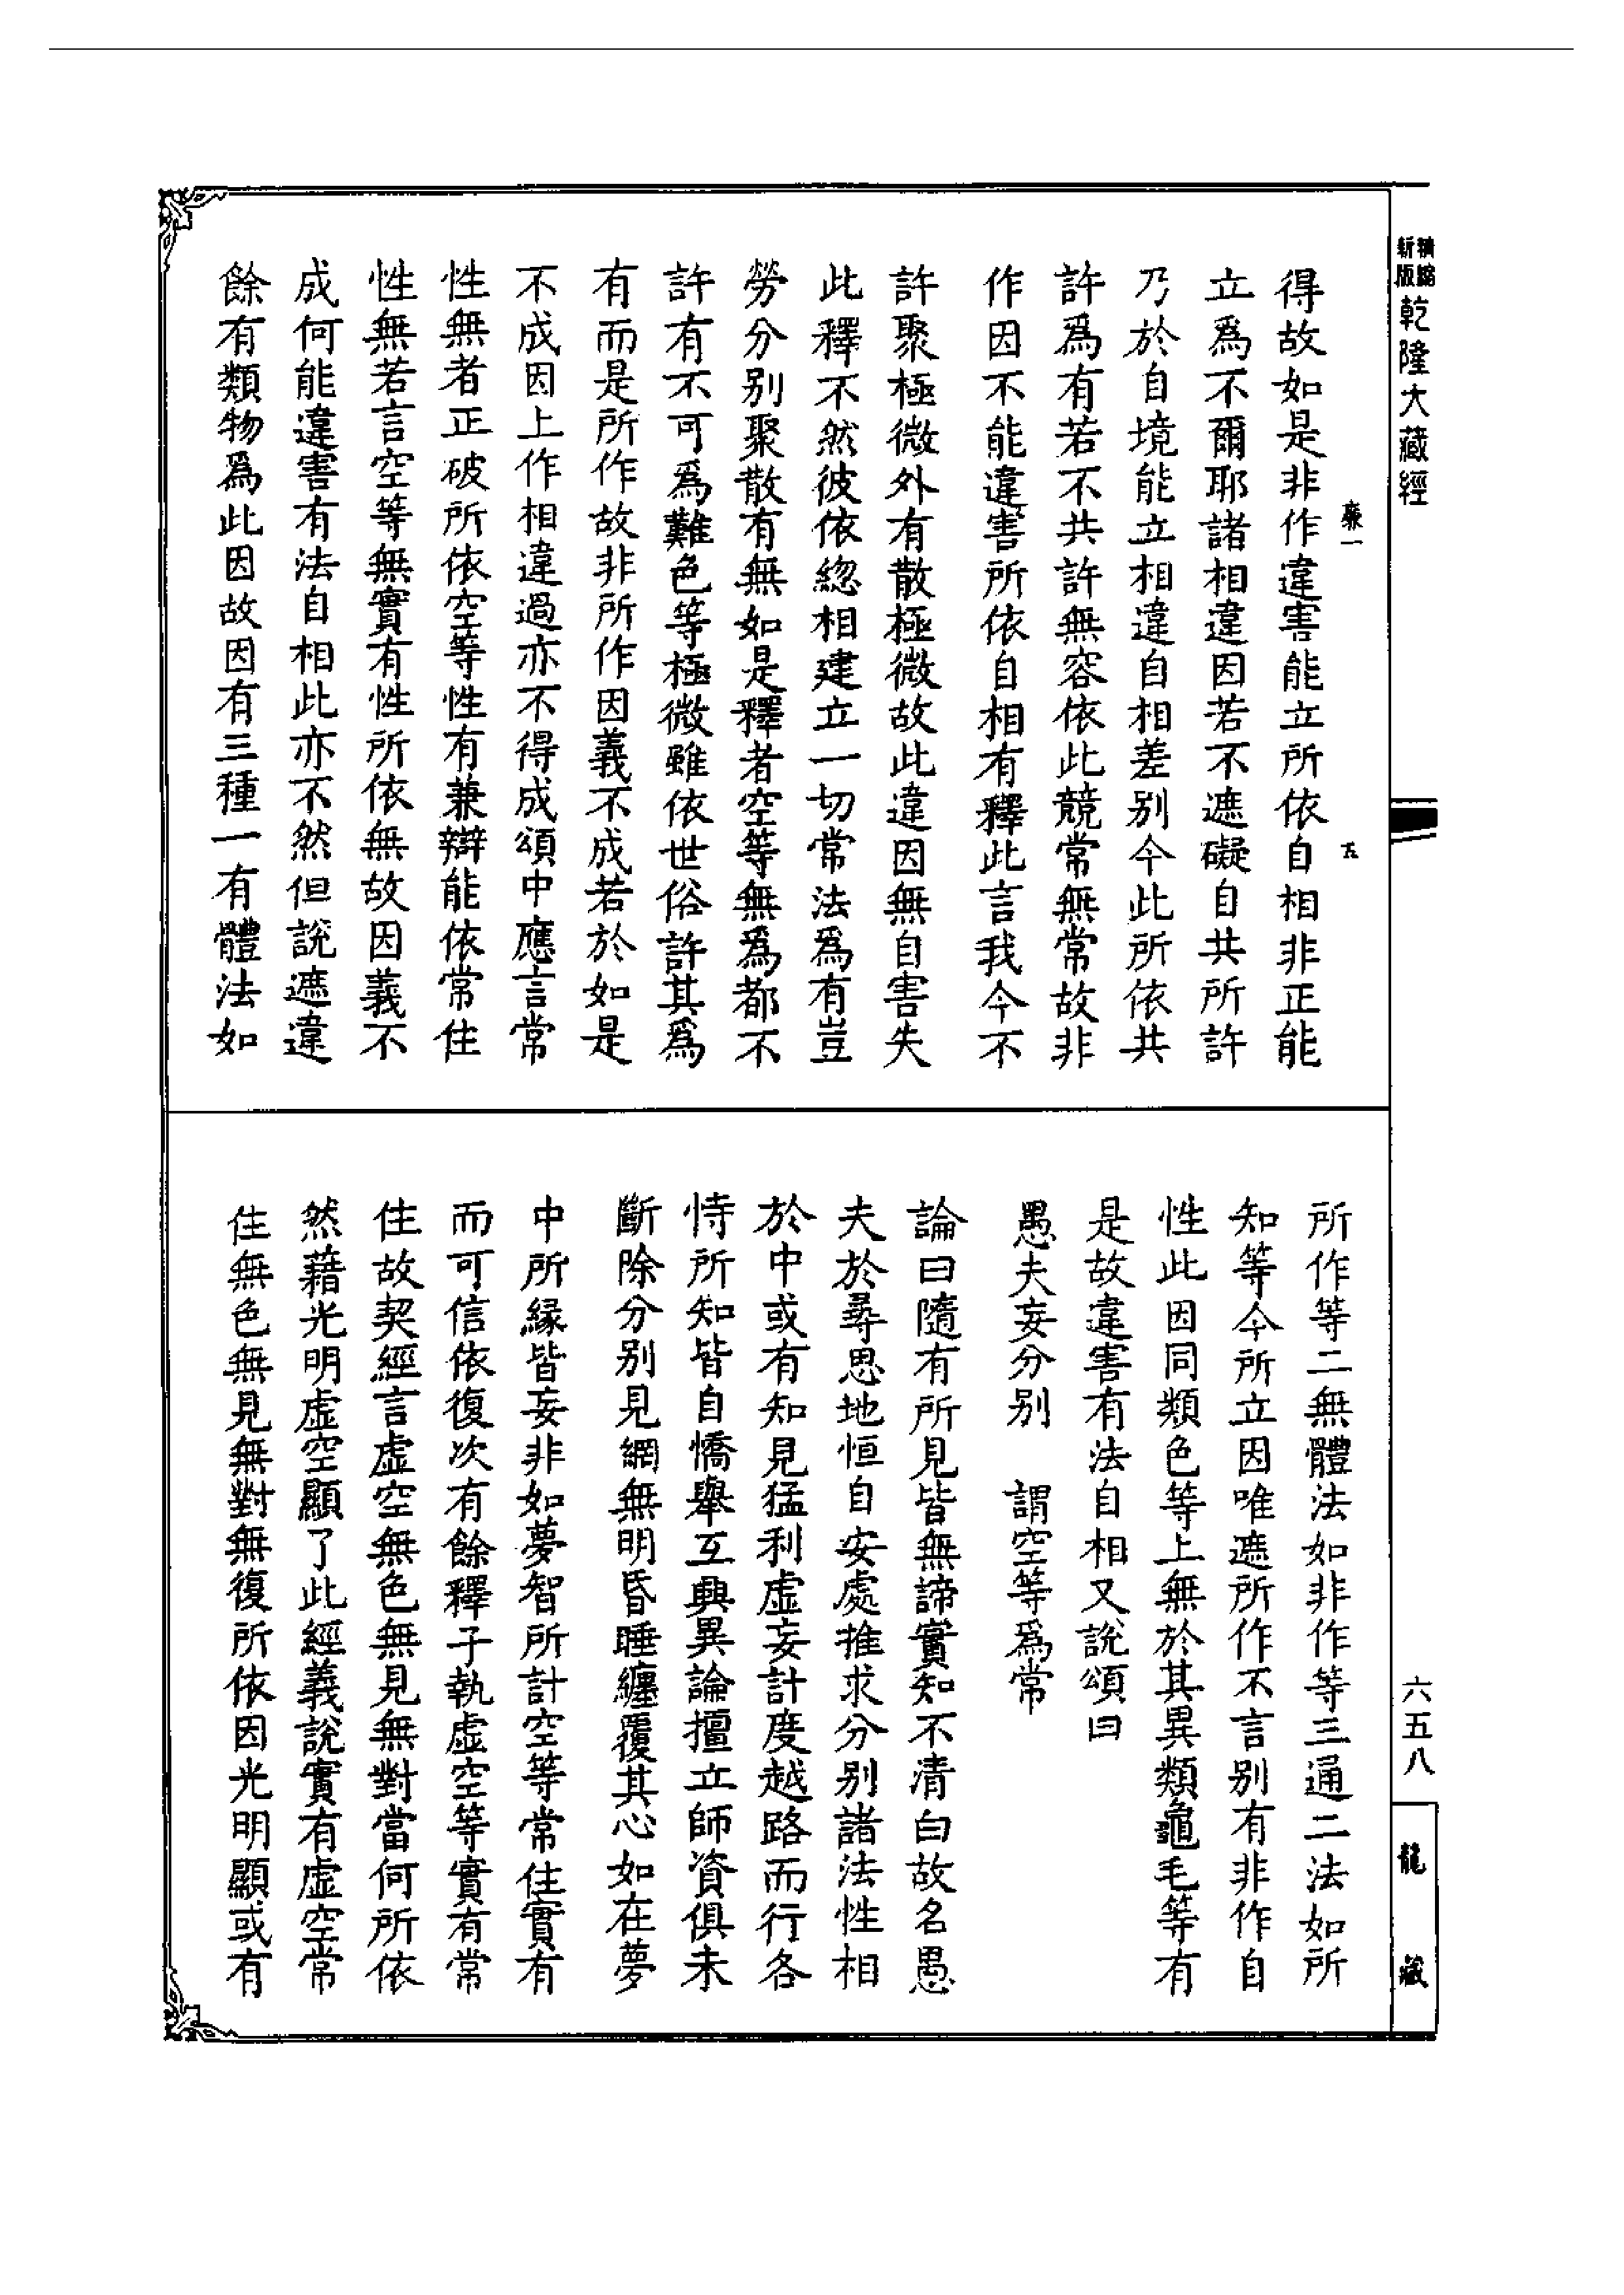 精縮
新版
乾隆大藏經
廉一
五
得故如是非作違害能立所依自相非正能
立爲不爾耶諸相違因若不遮礙自共所許
乃於自境能立相違自相差別今此所依共
許爲有若不共許無容依此競常無常故非
作因不能違害所依自相有釋此言我今不
許聚極微外有散極微故此違因無自害失
此釋不然彼依緫相建立一切常法爲有豈
勞分別聚散有無如是釋者空等無爲都不
許有不可爲難色等極微雖依世俗許其爲
有而是所作故非所作因義不成若於如是
不成因上作相違過亦不得成頌中應言常
性無者正破所依空等性有兼辯能依常住
性無若言空等無實有性所依無故因義不
成何能違害有法自相此亦不然但說遮違
餘有類物爲此因故因有三種一有體法如
所作等二無體法如非作等三通二法如所
知等今所立因唯遮所作不言別有非作自
性此因同類色等上無於其異類龜毛等有
是故違害有法自相又說頌曰
愚夫妄分別　謂空等爲常
論曰隨有所見皆無諦實知不清白故名愚
夫於尋思地恒自安處推求分別諸法性相
於中或有知見猛利虛妄計度越路而行各
恃所知皆自憍舉互興異論擅立師資俱未
斷除分別見網無明昏睡纏覆其心如在夢
中所緣皆妄非如夢智所計空等常住實有
而可信依復次有餘釋子執虛空等實有常
住故契經言虛空無色無見無對當何所依
然藉光明虛空顯了此經義說實有虛空常
住無色無見無對無復所依因光明顯或有
六五八
龍藏